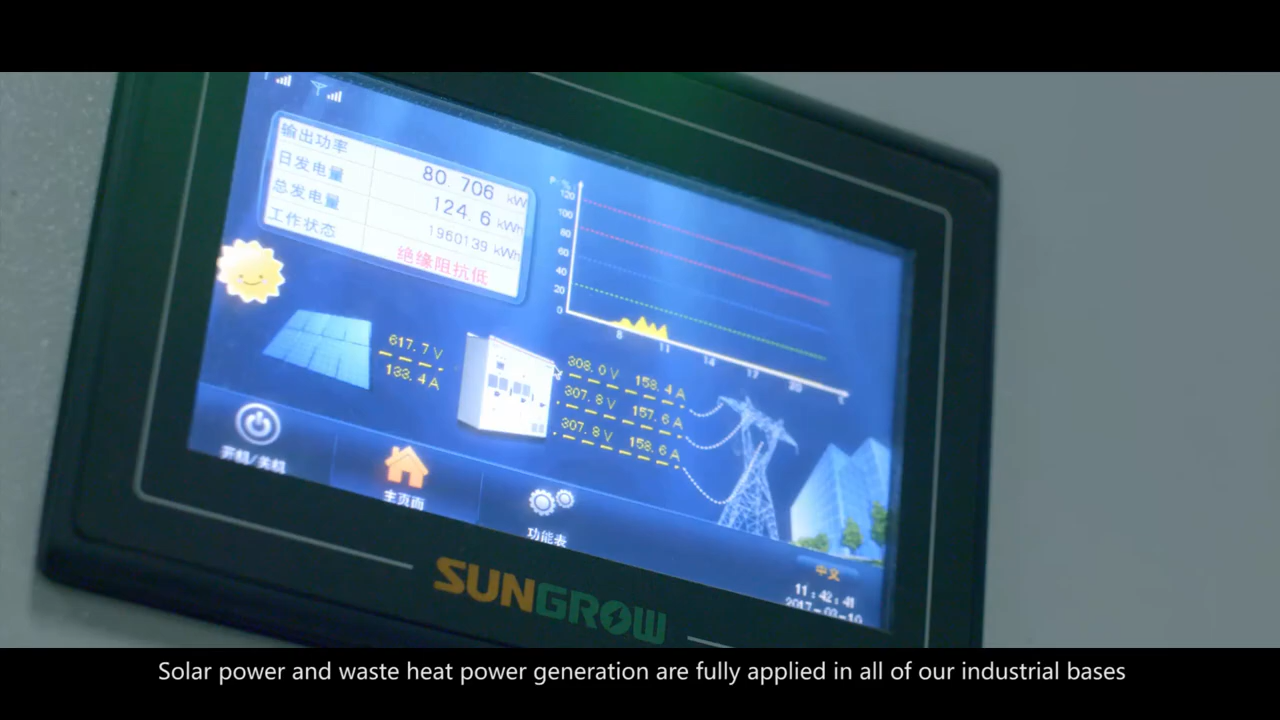 输出功率 80.706 kW
日发电量 124.6 kWh
总发电量 1960139 kWh
工作状态 绝缘阻抗低
120
100
80
60
40
20
0
8 11 14 17 20
617.7 V
133.4 A
308.0 V 158.4 A
307.8 V 157.6 A
307.8 V 158.6 A
开机/关机
主页面
功能表
中文
11:42:41
2017-03-10
SUNGROW
Solar power and waste heat power generation are fully applied in all of our industrial bases